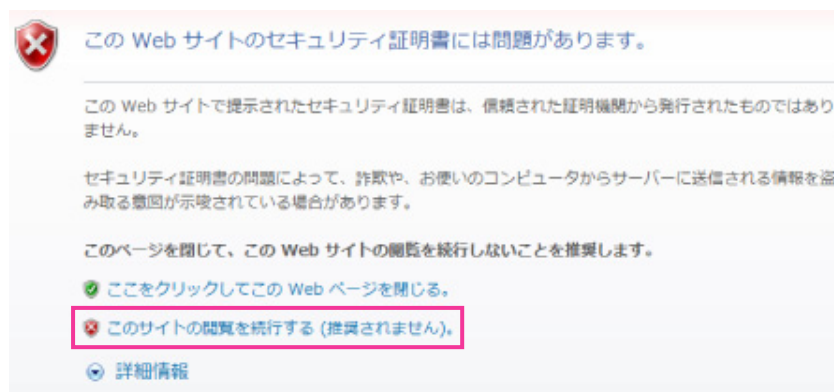 この Web サイトのセキュリティ証明書には問題があります。
この Web サイトで提示されたセキュリティ証明書は、信頼された証明機関から発行されたものではあり
ません。
セキュリティ証明書の問題によって、詐欺や、お使いのコンピュータからサーバーに送信される情報を盗
み取る意図が示唆されている場合があります。
このページを閉じて、この Web サイトの閲覧を続行しないことを推奨します。
ここをクリックしてこの Web ページを閉じる。
このサイトの閲覧を続行する (推奨されません)。
詳細情報